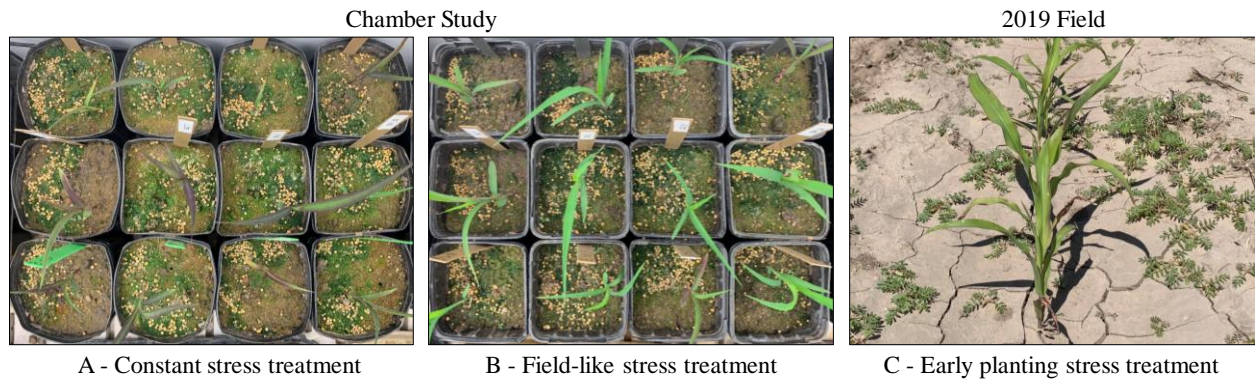 Chamber Study
2019 Field
A - Constant stress treatment
B - Field-like stress treatment
C - Early planting stress treatment